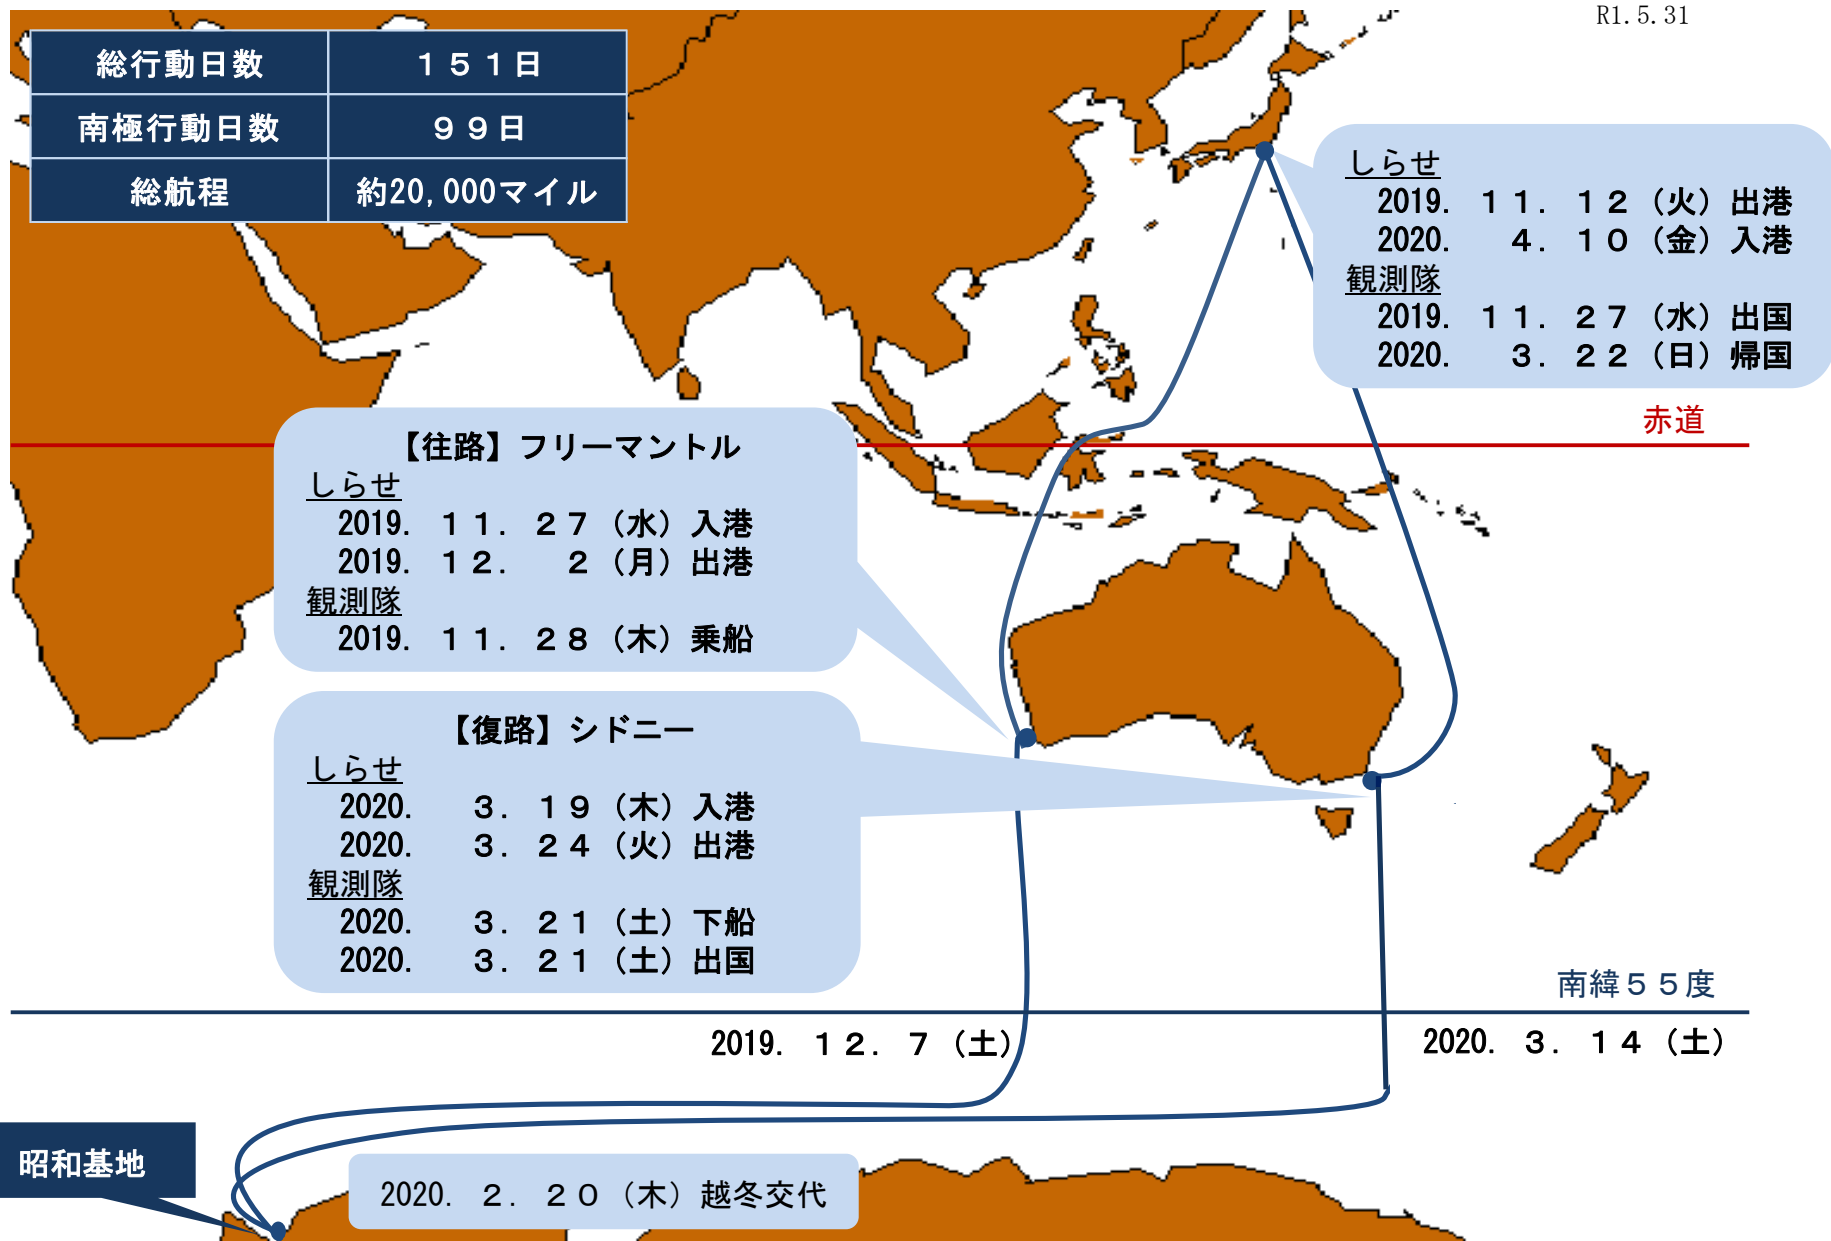 R1.5.31
総行動日数 １５１日
南極行動日数 ９９日
総航程 約20,000マイル
しらせ
2019. １１. １２（火）出港
2020. ４. １０（金）入港
観測隊
2019. １１. ２７（水）出国
2020. ３. ２２（日）帰国
赤道
【往路】フリーマントル
しらせ
2019. １１. ２７（水）入港
2019. １２. ２（月）出港
観測隊
2019. １１. ２８（木）乗船
【復路】シドニー
しらせ
2020. ３. １９（木）入港
2020. ３. ２４（火）出港
観測隊
2020. ３. ２１（土）下船
2020. ３. ２１（土）出国
南緯５５度
2019. １２. ７（土）
2020. ３. １４（土）
昭和基地
2020. ２. ２０（木）越冬交代